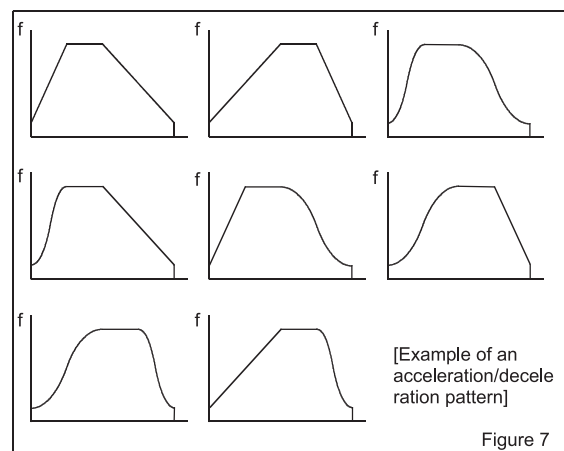 f
f
f
f
f
f
f
f
[Example of an
acceleration/decele
ration pattern]
Figure 7